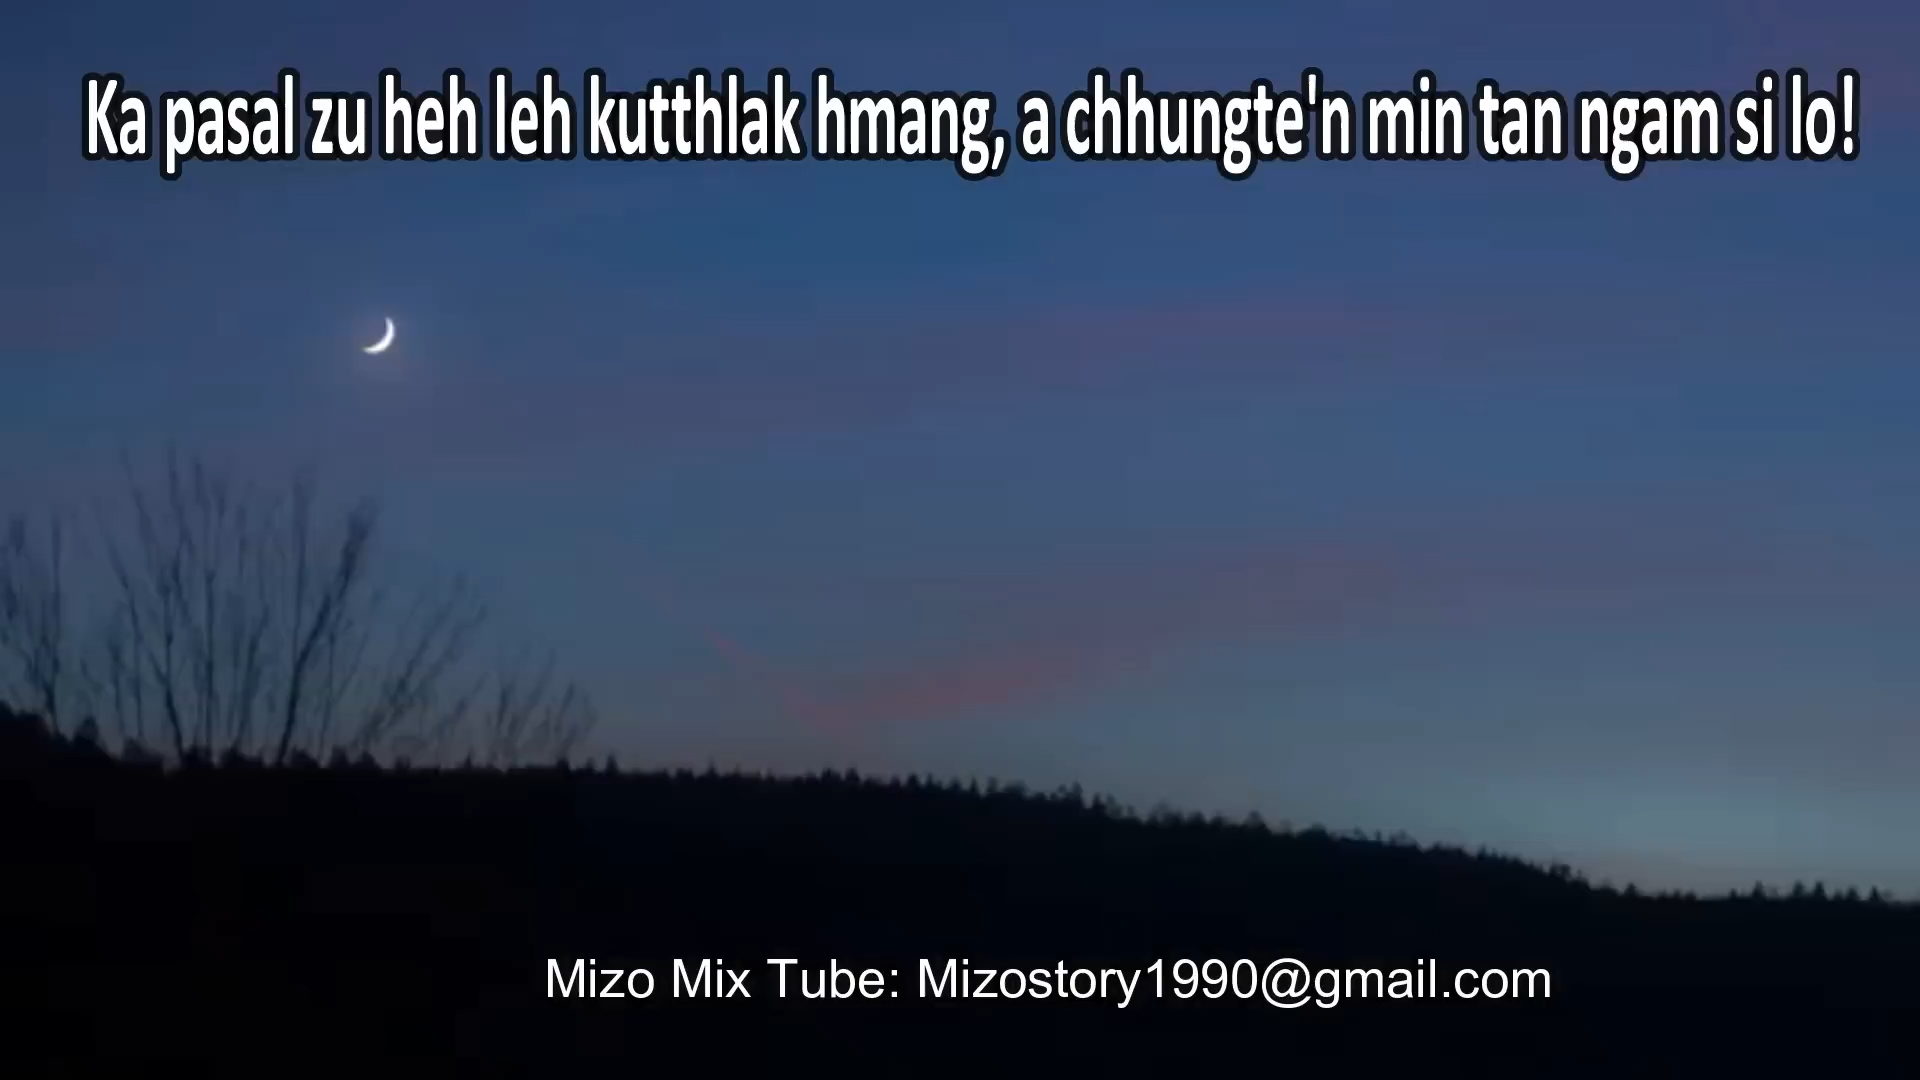 Ka pasal zu heh leh kutthlak hmang, a chhungte'n min tan ngam si lo!
Mizo Mix Tube: Mizostory1990@gmail.com